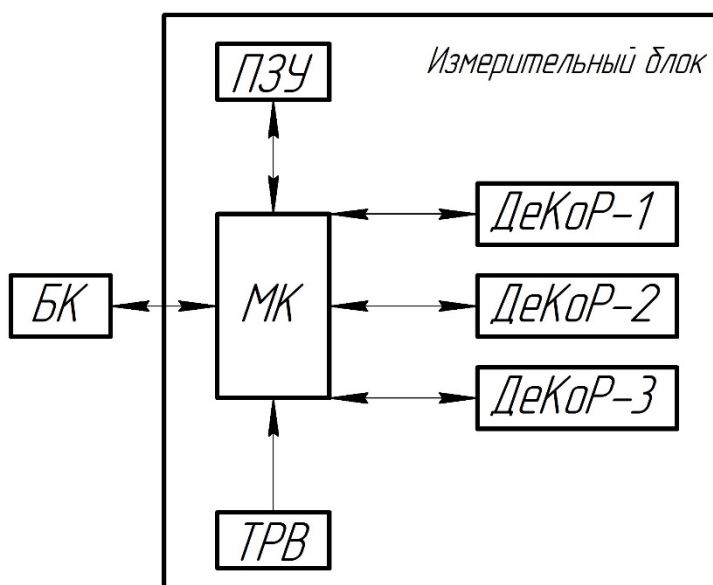 ПЗУ
Измерительный блок
ДеКоР-1
БК
МК
ДеКоР-2
ДеКоР-3
ТРВ